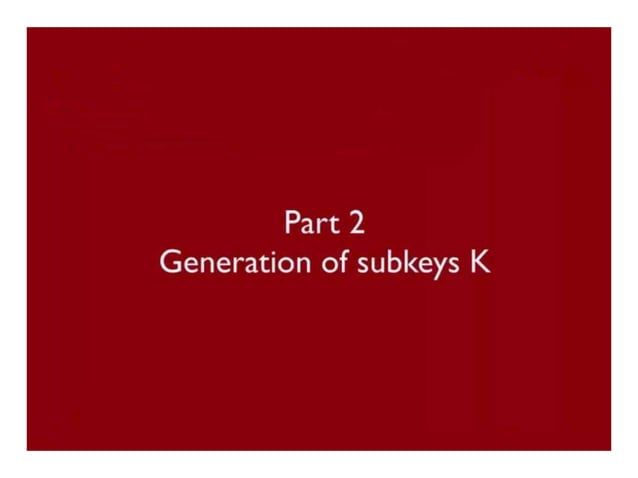 Part 2
Generation of subkeys K